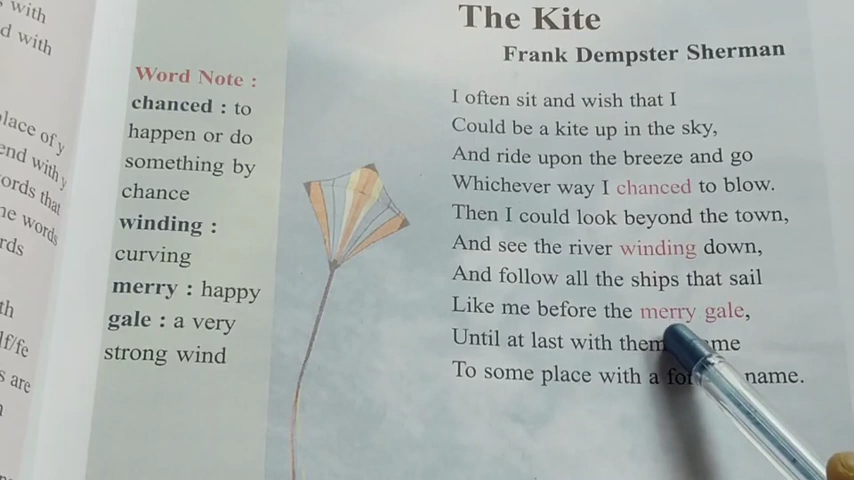 with
d with
lace of y
end with y
ords that
ne words
rds
th
lf/fe
s are
The Kite
Frank Dempster Sherman
Word Note :
chanced : to
happen or do
something by
chance
winding :
curving
merry : happy
gale : a very
strong wind
I often sit and wish that I
Could be a kite up in the sky,
And ride upon the breeze and go
Whichever way I chanced to blow.
Then I could look beyond the town,
And see the river winding down,
And follow all the ships that sail
Like me before the merry gale,
Until at last with them me
To some place with a name.